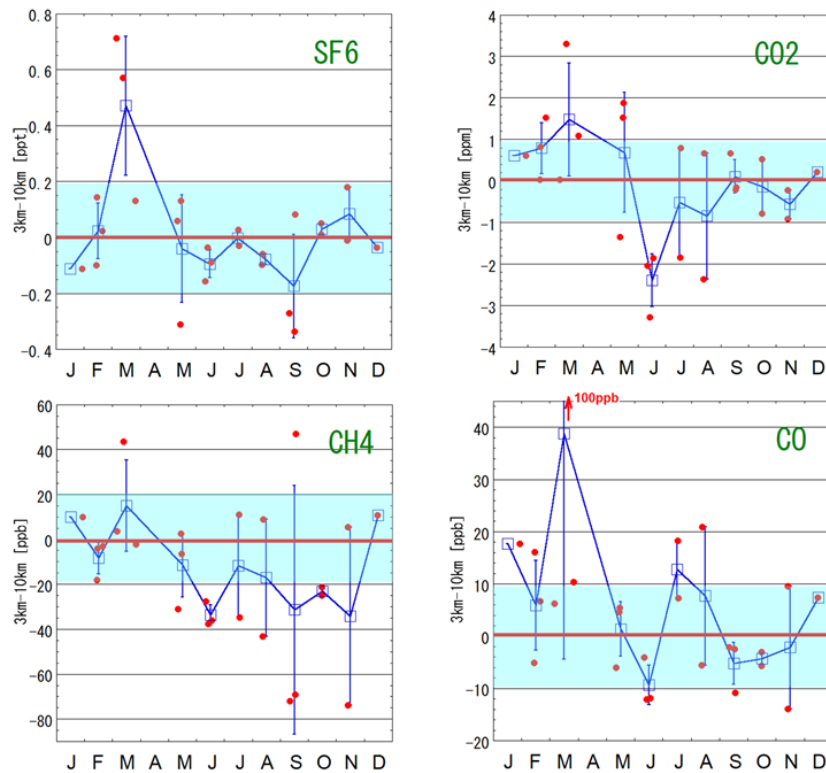 SF6
3km-10km [ppt]
0.8
0.6
0.4
0.2
0
-0.2
-0.4
J F M A M J J A S O N D
CO2
3km-10km [ppm]
4
3
2
1
0
-1
-2
-3
-4
J F M A M J J A S O N D
CH4
3km-10km [ppb]
60
40
20
0
-20
-40
-60
-80
J F M A M J J A S O N D
100ppb
CO
3km-10km [ppb]
40
30
20
10
0
-10
-20
J F M A M J J A S O N D